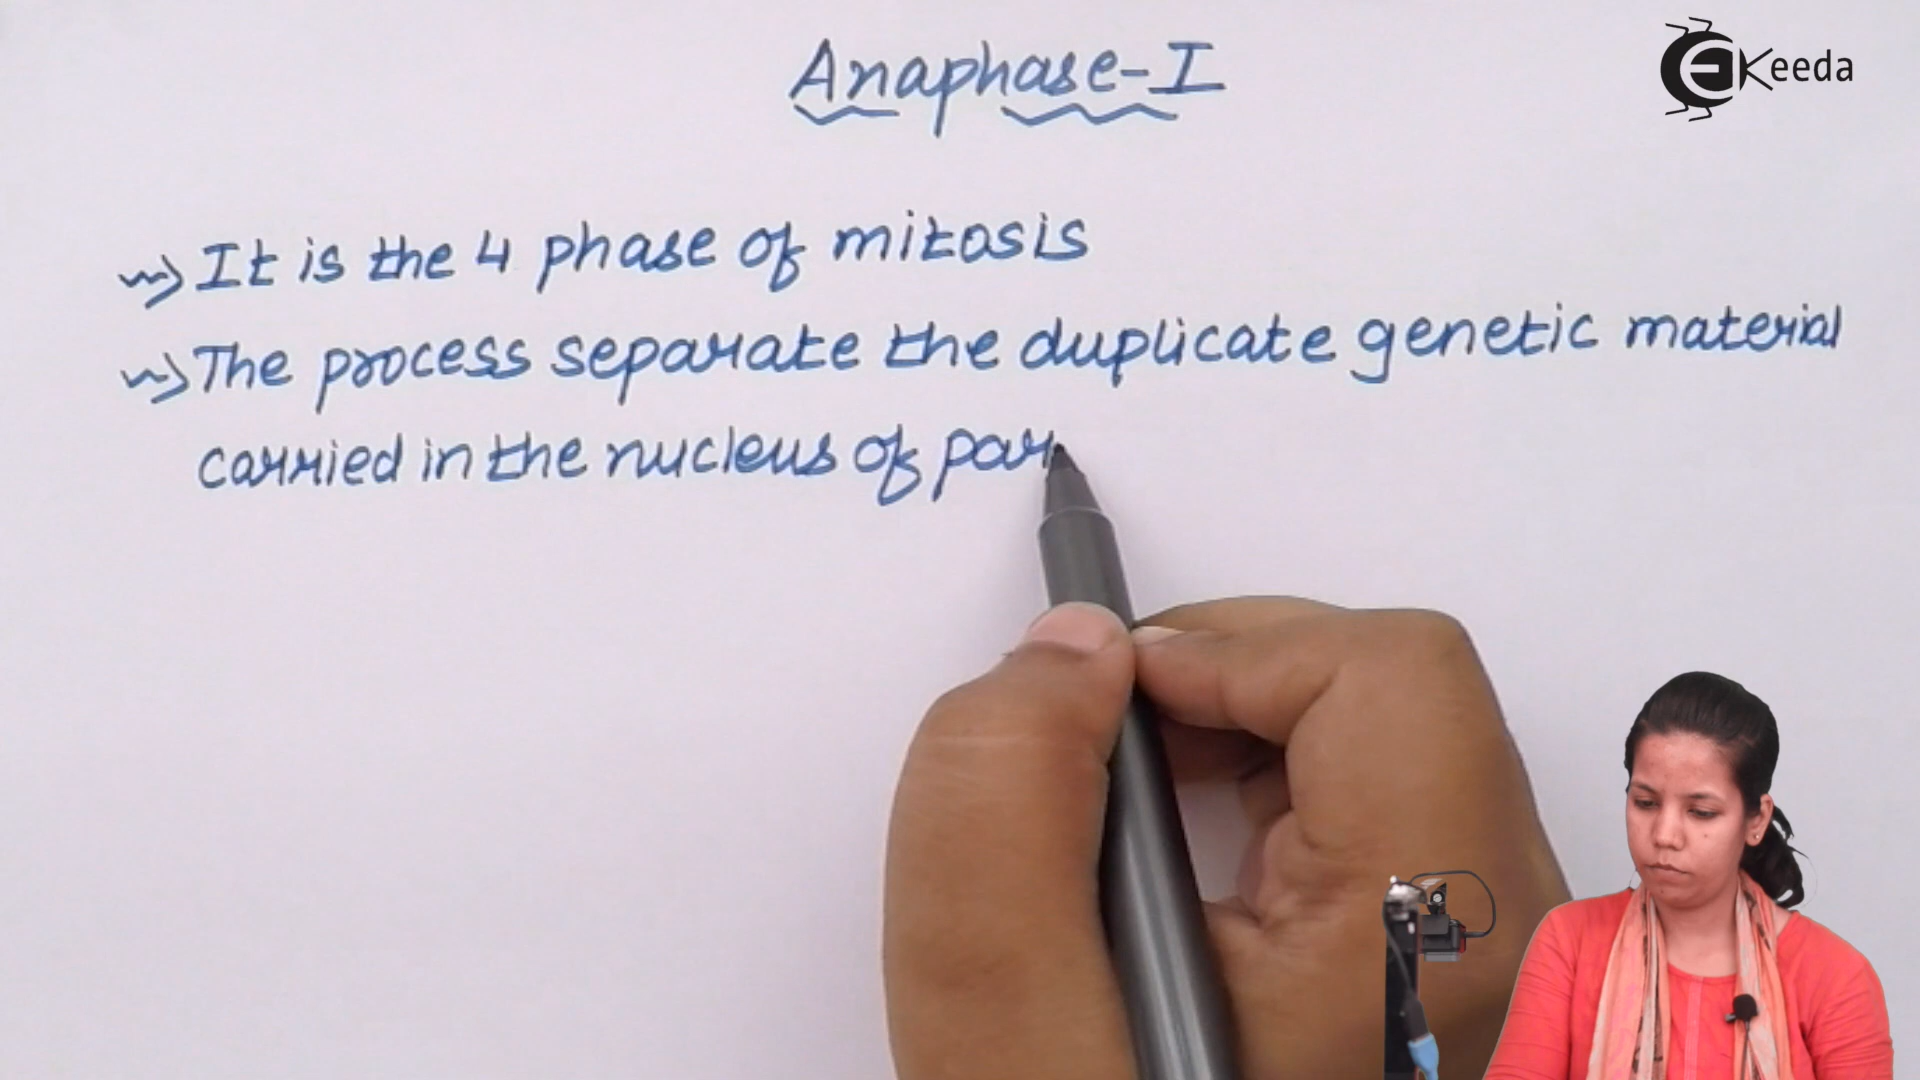 Anaphase-I
EKeeda
It is the 4 phase of mitosis
The process separate the duplicate genetic material
carried in the nucleus of par